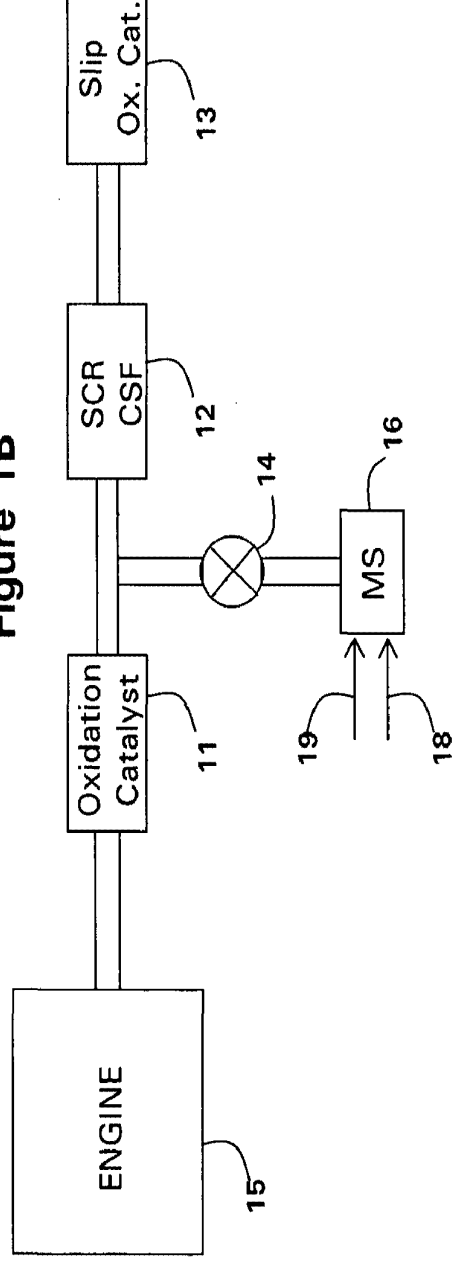 Figure 1B
ENGINE
15
Oxidation
Catalyst
11
SCR
CSF
12
Slip
Ox. Cat.
13
14
MS
16
19
18